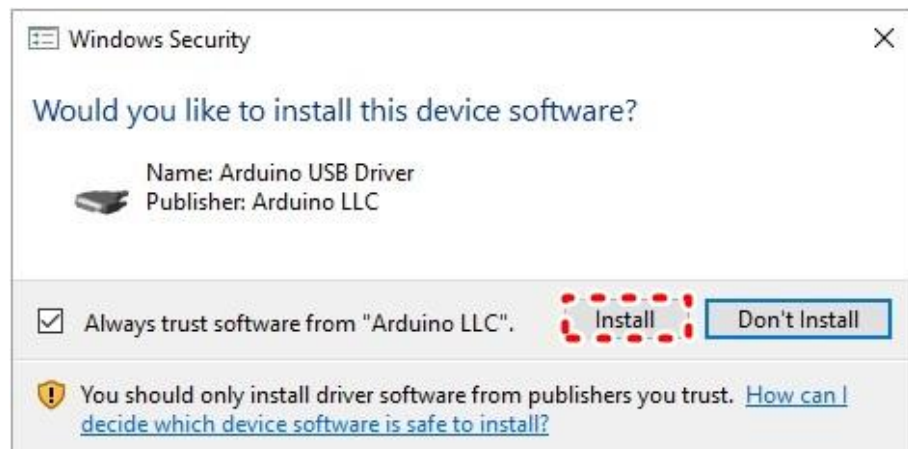 Windows Security
Would you like to install this device software?
Name: Arduino USB Driver
Publisher: Arduino LLC
Always trust software from "Arduino LLC".
Install
Don't Install
You should only install driver software from publishers you trust. How can I
decide which device software is safe to install?